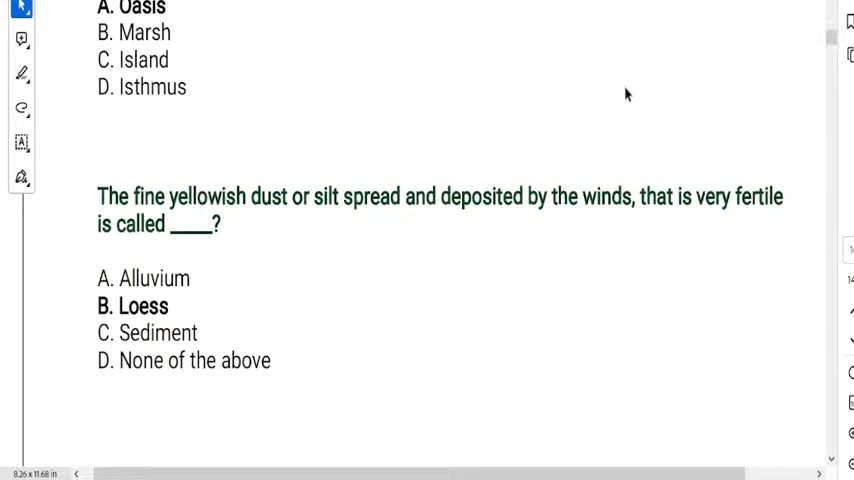 A. Oasis
B. Marsh
C. Island
D. Isthmus
The fine yellowish dust or silt spread and deposited by the winds, that is very fertile
is called _____?
A. Alluvium
B. Loess
C. Sediment
D. None of the above
8.26 x 11.68 in